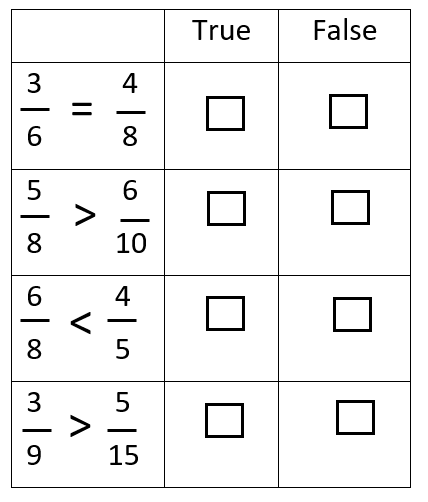 True False
3/6 = 4/8
5/8 > 6/10
6/8 < 4/5
3/9 > 5/15